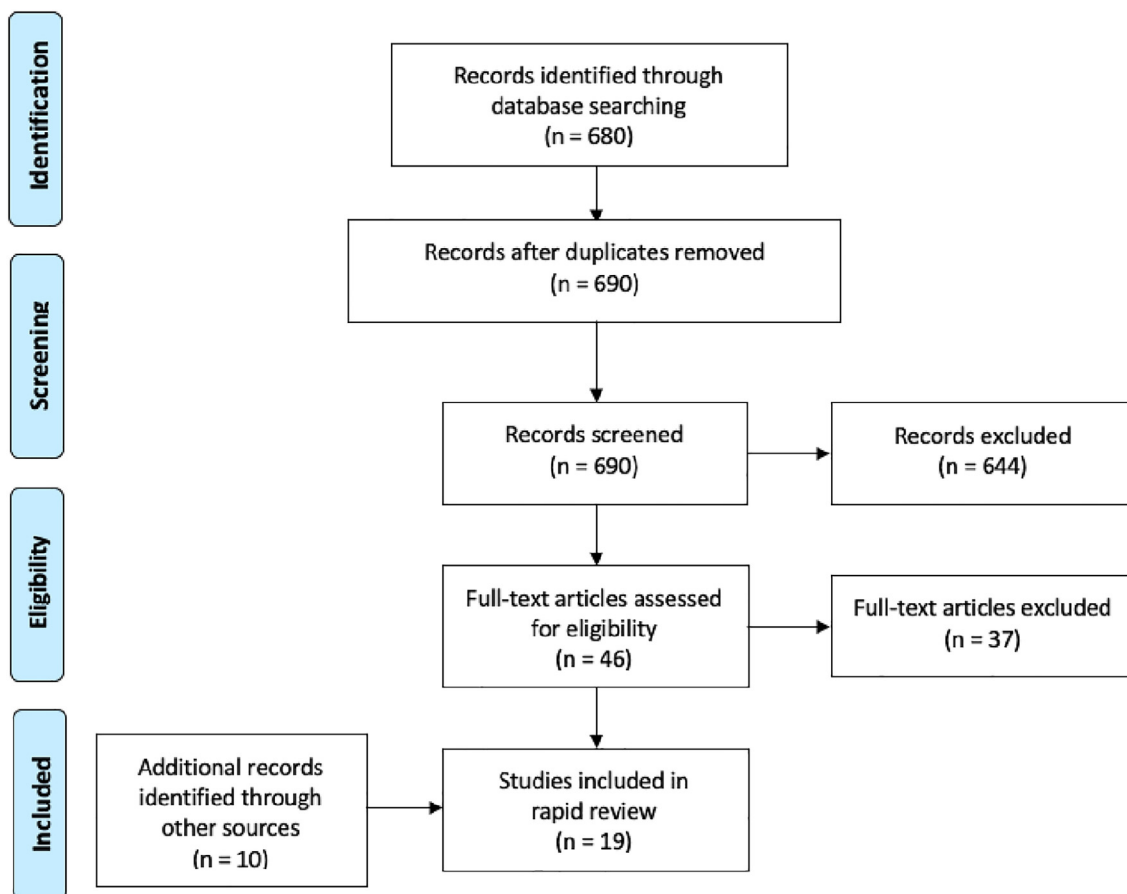 Identification
Records identified through
database searching
(n = 680)
Records after duplicates removed
(n = 690)
Screening
Records screened
(n = 690)
Records excluded
(n = 644)
Eligibility
Full-text articles assessed
for eligibility
(n = 46)
Full-text articles excluded
(n = 37)
Included
Additional records
identified through
other sources
(n = 10)
Studies included in
rapid review
(n = 19)